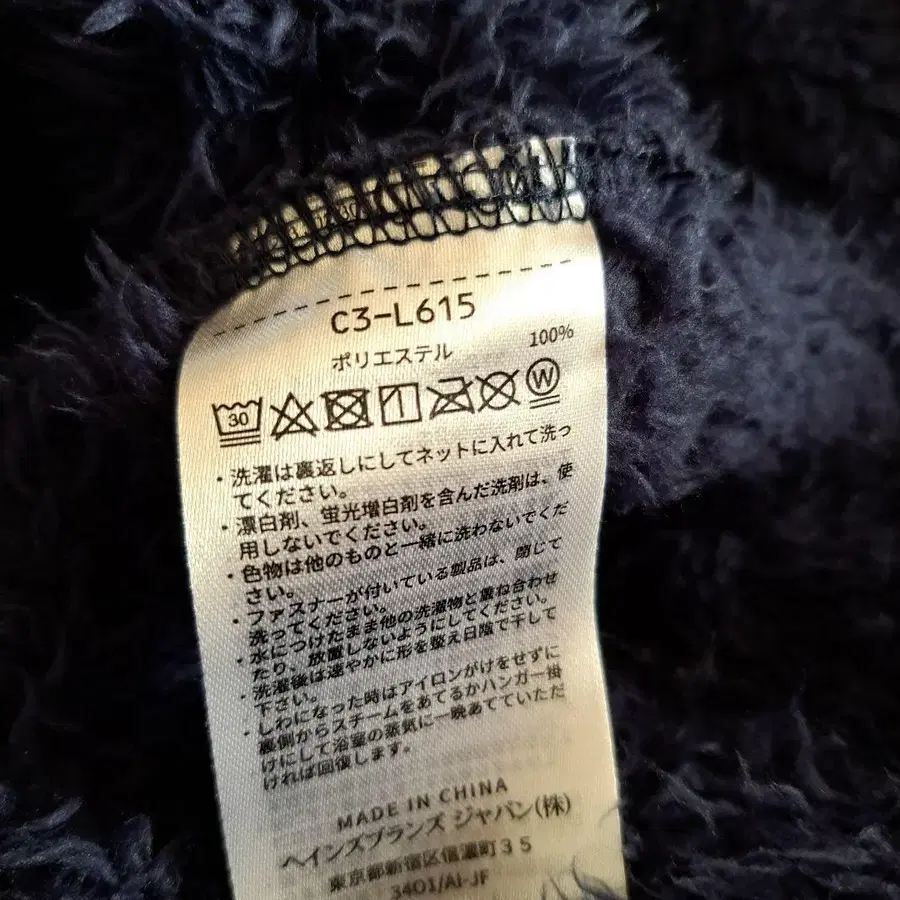 C3-L615
ポリエステル 100%
30 W
・洗濯は裏返しにしてネットに入れて洗っ
てください。
・漂白剤、蛍光増白剤を含んだ洗剤は、使
用しないでください。
・色物は他のものと一緒に洗わないでくだ
さい。
・ファスナーが付いている製品は、閉じて
洗ってください。
・水につけたまま他の洗濯物と重ね合わせ
たり、放置しないようにしてください。
・洗濯後は速やかに形を整え日陰で干して
下さい。
・しわになった時はアイロンがけをせずに
裏側からスチームをあてるかハンガー掛
けにして浴室の蒸気に一晩あてていただ
ければ回復します。
MADE IN CHINA
ヘインズブランズ ジャパン(株)
東京都新宿区信濃町35
3401/AI-JF